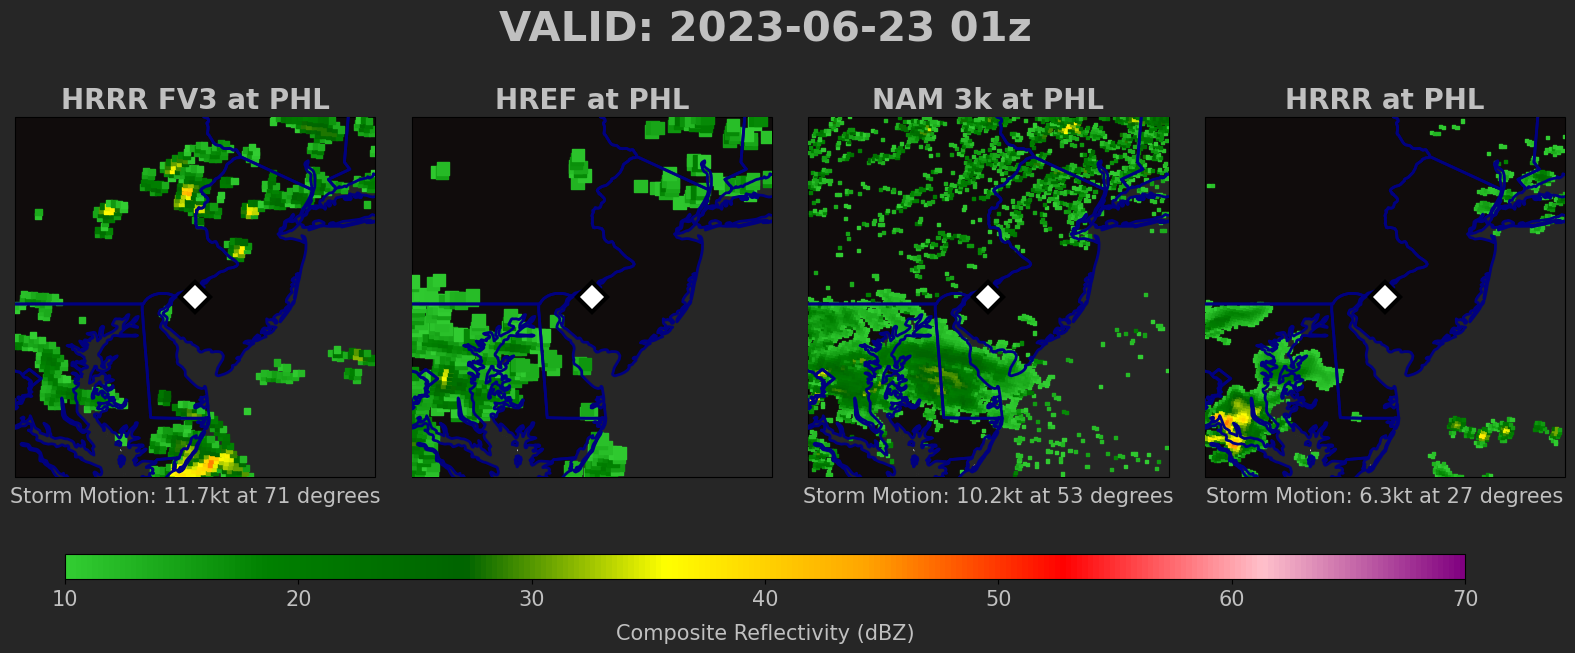 VALID: 2023-06-23 01z
HRRR FV3 at PHL
HREF at PHL
NAM 3k at PHL
HRRR at PHL
Storm Motion: 11.7kt at 71 degrees
Storm Motion: 10.2kt at 53 degrees
Storm Motion: 6.3kt at 27 degrees
10 20 30 40 50 60 70
Composite Reflectivity (dBZ)